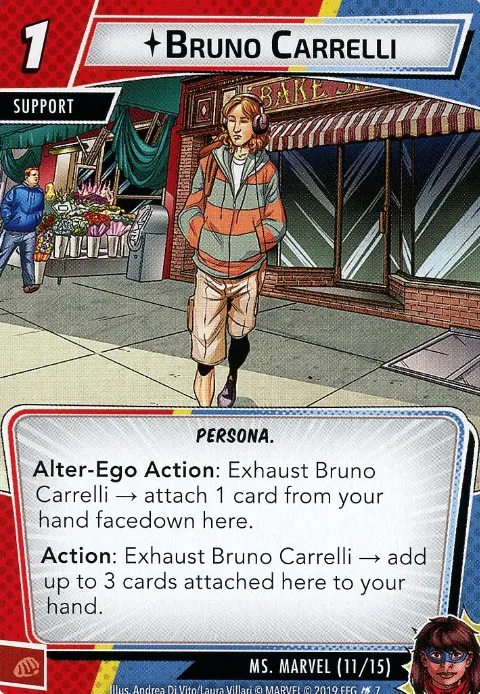 1
BRUNO CARRELLI
SUPPORT
BAKE
PERSONA.
Alter-Ego Action: Exhaust Bruno
Carrelli → attach 1 card from your
hand facedown here.
Action: Exhaust Bruno Carrelli → add
up to 3 cards attached here to your
hand.
MS. MARVEL (11/15)
Illus. Andrea Di Vito/Laura Villari © MARVEL © 2019 FFG 7